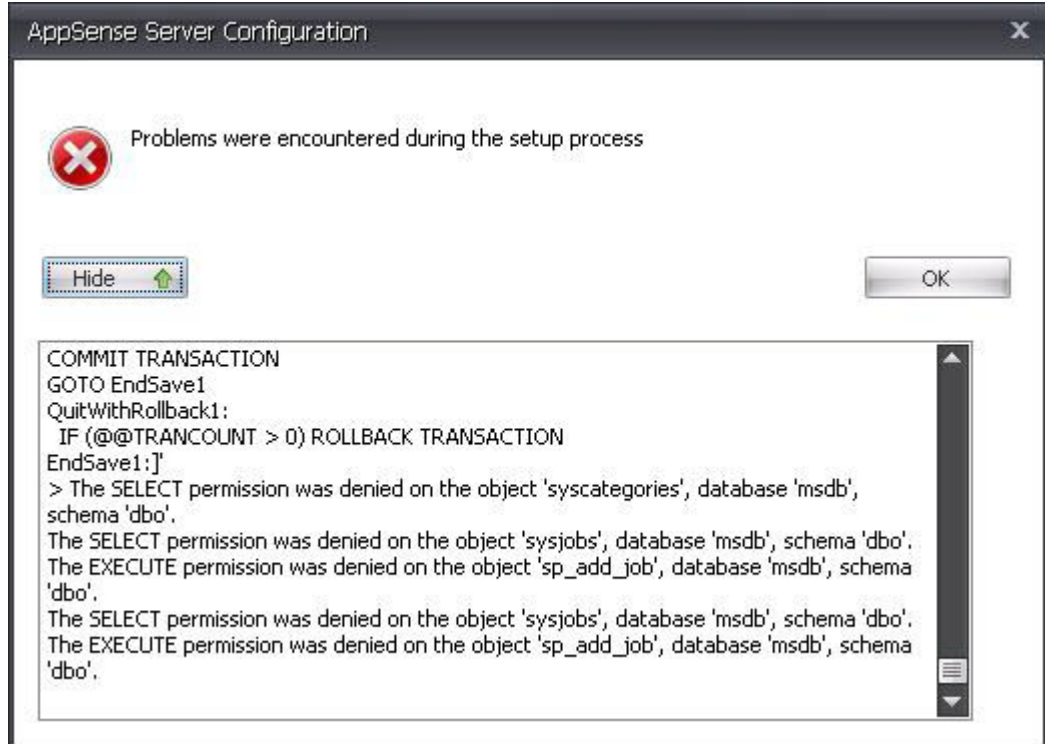 AppSense Server Configuration x
Problems were encountered during the setup process
Hide OK
COMMIT TRANSACTION
GOTO EndSave1
QuitWithRollback1:
IF (@@TRANCOUNT > 0) ROLLBACK TRANSACTION
EndSave1:]'
> The SELECT permission was denied on the object 'syscategories', database 'msdb',
schema 'dbo'.
The SELECT permission was denied on the object 'sysjobs', database 'msdb', schema 'dbo'.
The EXECUTE permission was denied on the object 'sp_add_job', database 'msdb', schema
'dbo'.
The SELECT permission was denied on the object 'sysjobs', database 'msdb', schema 'dbo'.
The EXECUTE permission was denied on the object 'sp_add_job', database 'msdb', schema
'dbo'.